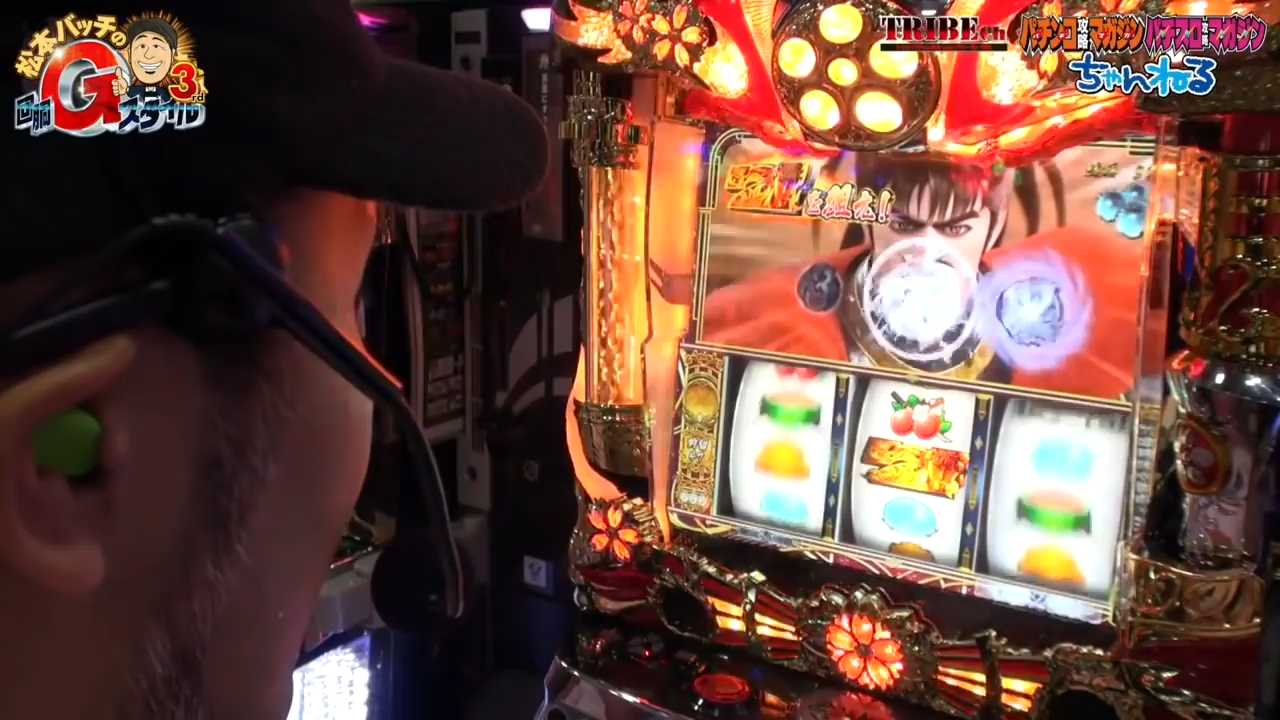 松本バッチの
回胴Gスタイル
3rd
TRIBEch
パチンコ攻略マガジン パチスロ攻略マガジン
ちゃんねる
を狙え!